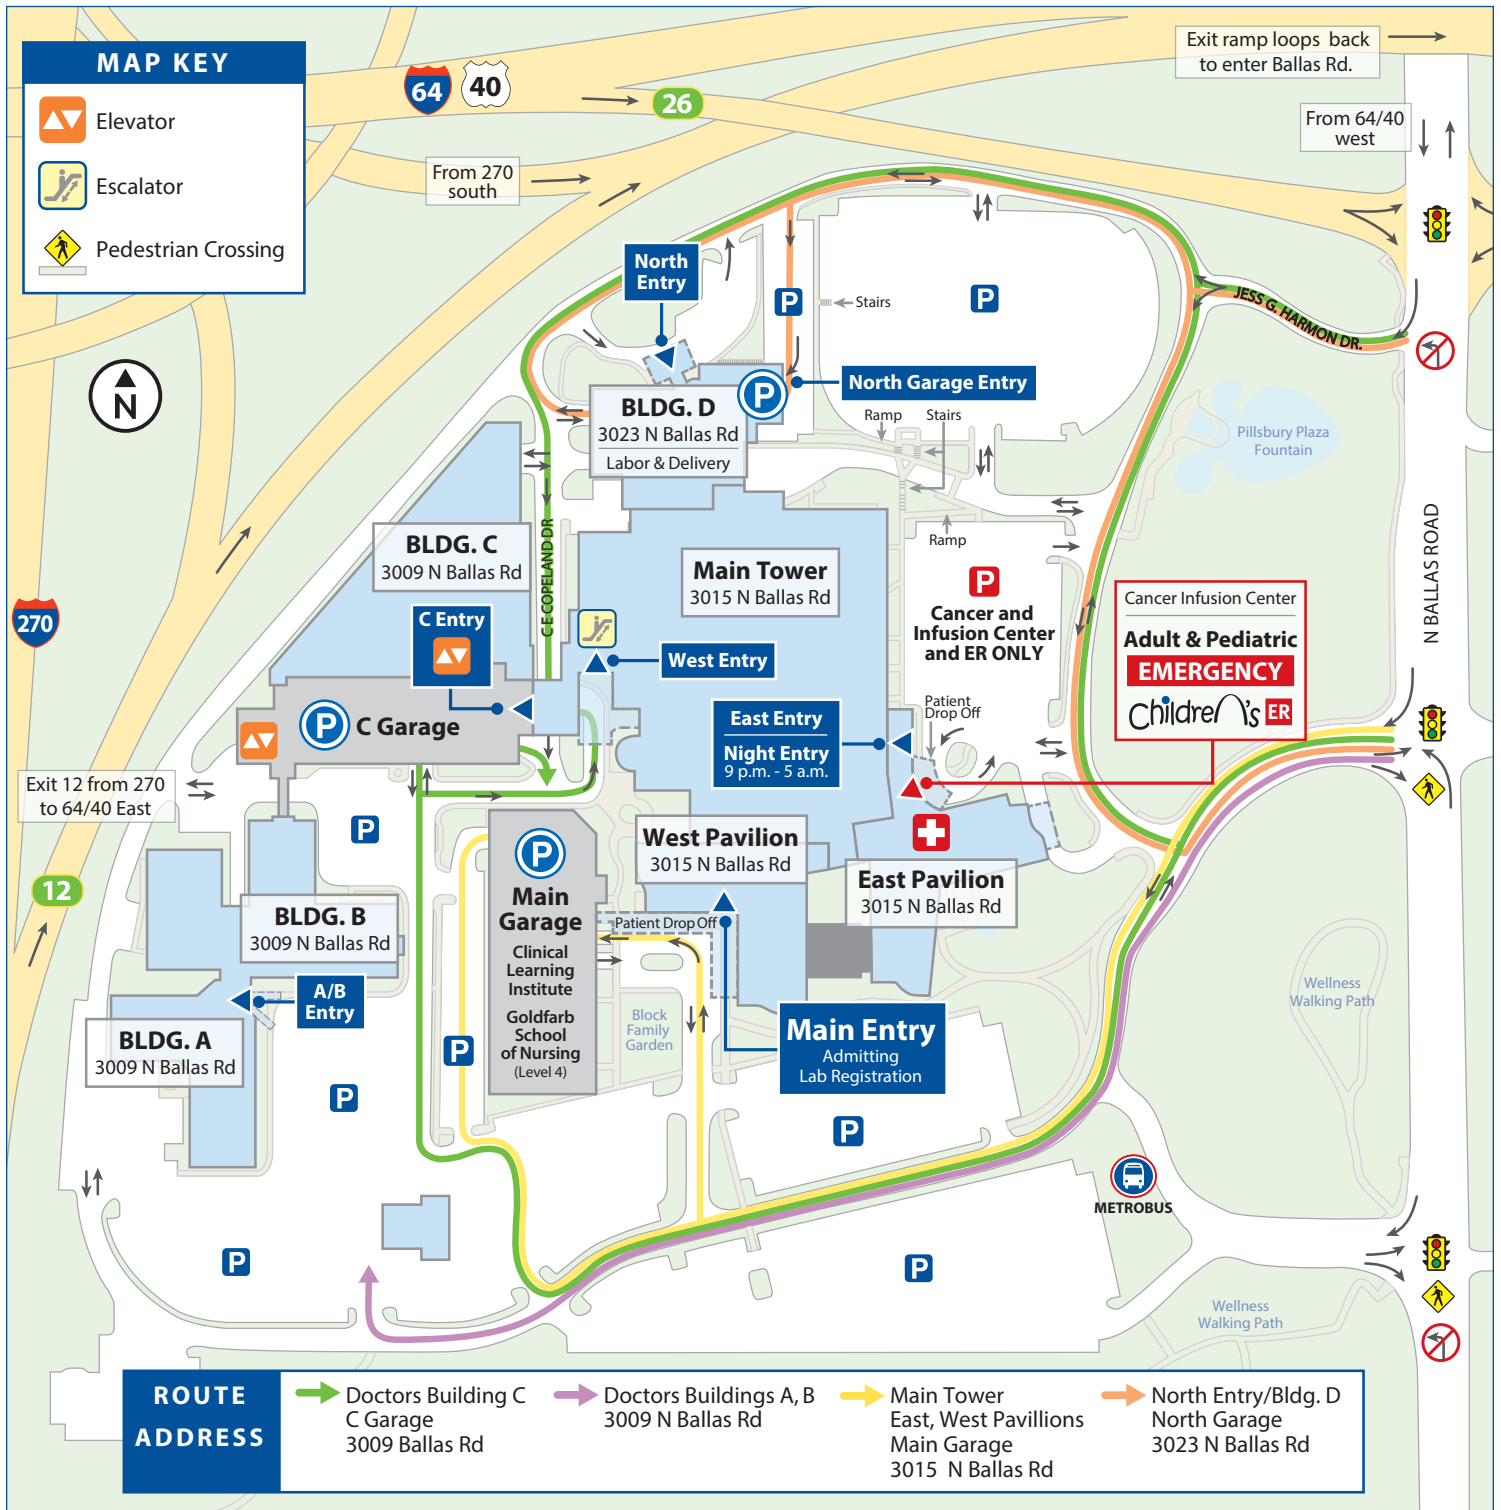 MAP KEY
Elevator
Escalator
Pedestrian Crossing
64
40
26
Exit ramp loops back
to enter Ballas Rd.
From 64/40
west
From 270
south
North
Entry
P
Stairs
P
JESS G. HARMON DR.
N
North Garage Entry
P
BLDG. D
3023 N Ballas Rd
Labor & Delivery
Ramp
Stairs
Pillsbury Plaza
Fountain
BLDG. C
3009 N Ballas Rd
C E COPELAND DR
Main Tower
3015 N Ballas Rd
Ramp
P
Cancer and
Infusion Center
and ER ONLY
N BALLAS ROAD
Cancer Infusion Center
Adult & Pediatric
EMERGENCY
Children's ER
270
C Entry
West Entry
P
C Garage
East Entry
Night Entry
9 p.m. - 5 a.m.
Patient
Drop Off
Exit 12 from 270
to 64/40 East
P
P
Main
Garage
Clinical
Learning
Institute
Goldfarb
School
of Nursing
(Level 4)
West Pavilion
3015 N Ballas Rd
East Pavilion
3015 N Ballas Rd
12
BLDG. B
3009 N Ballas Rd
Patient Drop Off
A/B
Entry
BLDG. A
3009 N Ballas Rd
P
Block
Family
Garden
Main Entry
Admitting
Lab Registration
Wellness
Walking Path
P
P
METROBUS
P
P
Wellness
Walking Path
ROUTE
ADDRESS
Doctors Building C
C Garage
3009 Ballas Rd
Doctors Buildings A, B
3009 N Ballas Rd
Main Tower
East, West Pavillions
Main Garage
3015 N Ballas Rd
North Entry/Bldg. D
North Garage
3023 N Ballas Rd